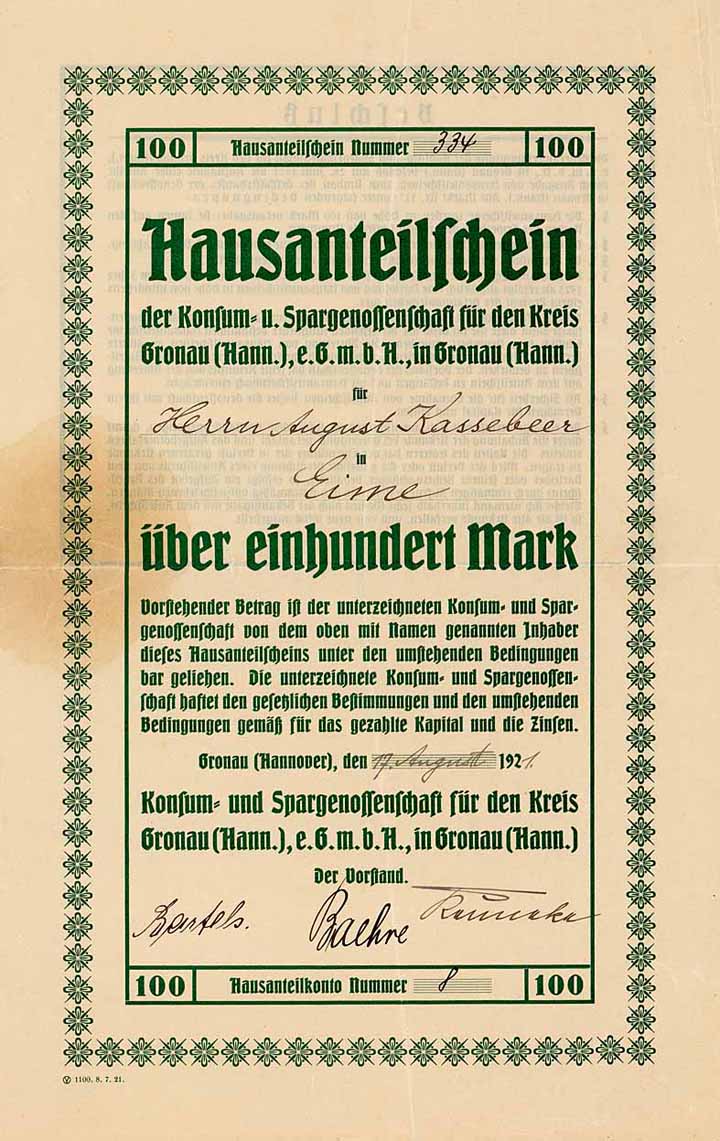 100 Hausanteilschein Nummer 334 100
Hausanteilschein
der Konsum- u. Spargenossenschaft für den Kreis
Gronau (Hann.), e. G. m. b. H., in Gronau (Hann.)
für
Herrn August Kassebeer
in
Eime
über einhundert Mark
Vorstehender Betrag ist der unterzeichneten Konsum- und Spar-
genossenschaft von dem oben mit Namen genannten Inhaber
dieses Hausanteilscheins unter den umstehenden Bedingungen
bar geliehen. Die unterzeichnete Konsum- und Spargenossen-
schaft haftet den gesetzlichen Bestimmungen und den umstehenden
Bedingungen gemäß für das gezahlte Kapital und die Zinsen.
Gronau (Hannover), den 17. August 1921.
Konsum- und Spargenossenschaft für den Kreis
Gronau (Hann.), e. G. m. b. H., in Gronau (Hann.)
Der Vorstand.
Bartels. Baehre
100 Hausanteilkonto Nummer 8 100
1100. 8. 7. 21.